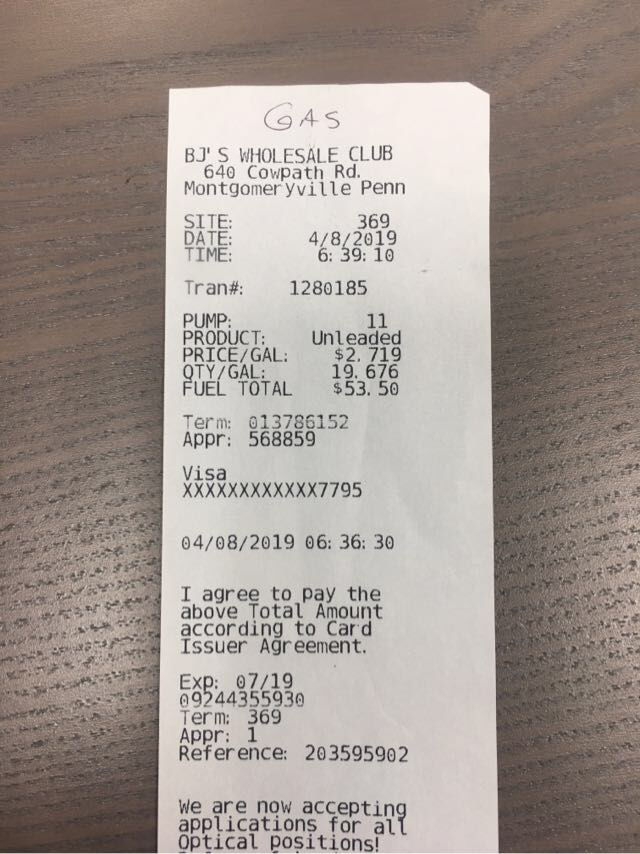 GAS
BJ'S WHOLESALE CLUB
640 Cowpath Rd.
Montgomeryville Penn
SITE: 369
DATE: 4/8/2019
TIME: 6:39:10
Tran#: 1280185
PUMP: 11
PRODUCT: Unleaded
PRICE/GAL: $2.719
QTY/GAL: 19.676
FUEL TOTAL $53.50
Term: 013786152
Appr: 568859
Visa
XXXXXXXXXXXX7795
04/08/2019 06:36:30
I agree to pay the
above Total Amount
according to Card
Issuer Agreement.
Exp: 07/19
09244355930
Term: 369
Appr: 1
Reference: 203595902
We are now accepting
applications for all
Optical positions!